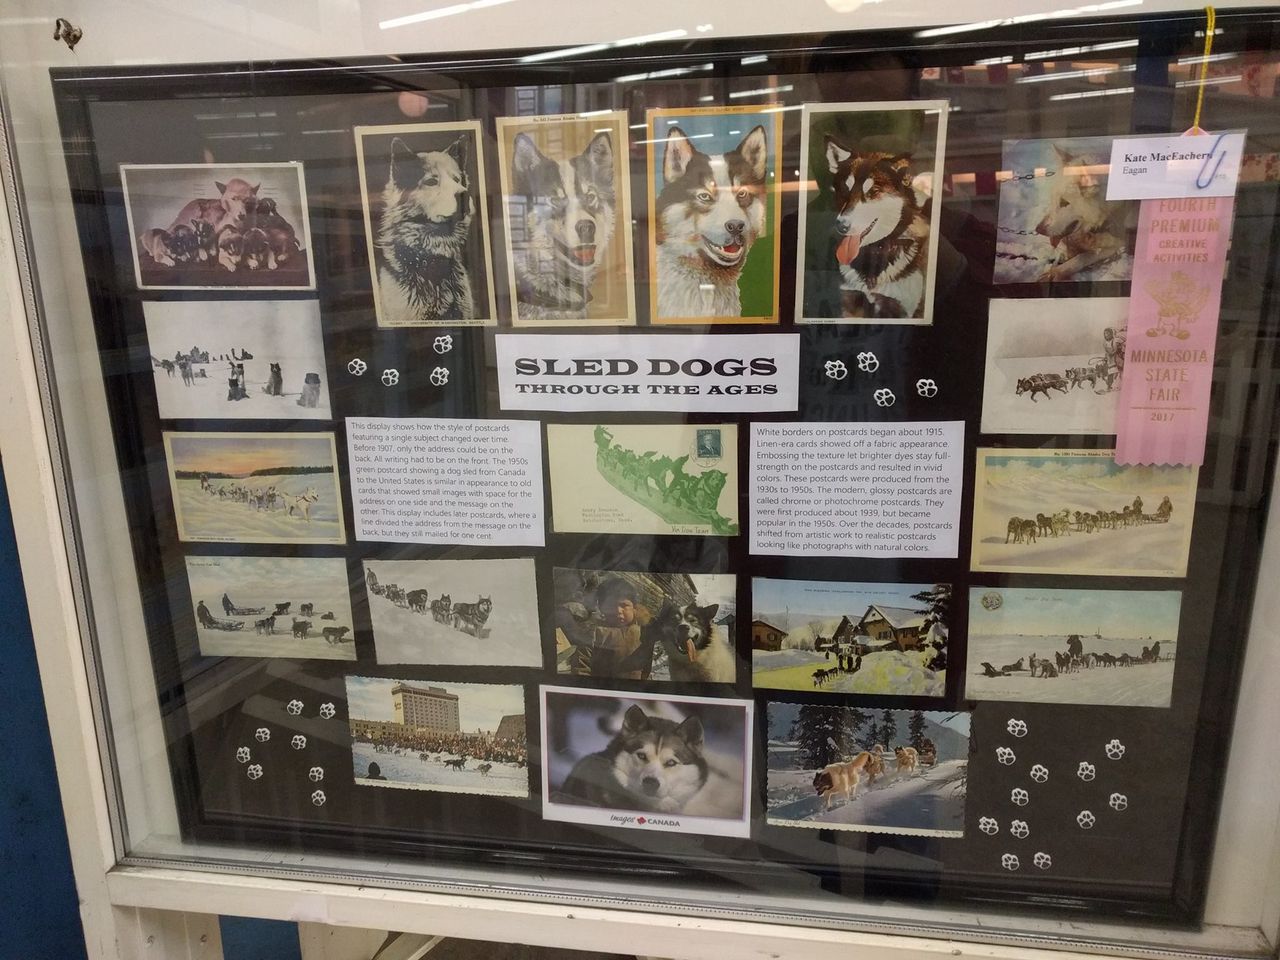 Kate MacEachern
Eagan
FOURTH
PREMIUM
CREATIVE
ACTIVITIES
MINNESOTA
STATE
FAIR
2017
SLED DOGS
THROUGH THE AGES
This display shows how the style of postcards
featuring a single subject changed over time.
Before 1907, only the address could be on the
back. All writing had to be on the front. The 1950s
green postcard showing a dog sled from Canada
to the United States is similar in appearance to old
cards that showed small images with space for the
address on one side and the message on the
other. This display includes later postcards, where a
line divided the address from the message on the
back, but they still mailed for one cent.
White borders on postcards began about 1915.
Linen-era cards showed off a fabric appearance.
Embossing the texture let brighter dyes stay full-
strength on the postcards and resulted in vivid
colors. These postcards were produced from the
1930s to 1950s. The modern, glossy postcards are
called chrome or photochrome postcards. They
were first produced about 1939, but became
popular in the 1950s. Over the decades, postcards
shifted from artistic work to realistic postcards
looking like photographs with natural colors.
Via Dog Team
images CANADA